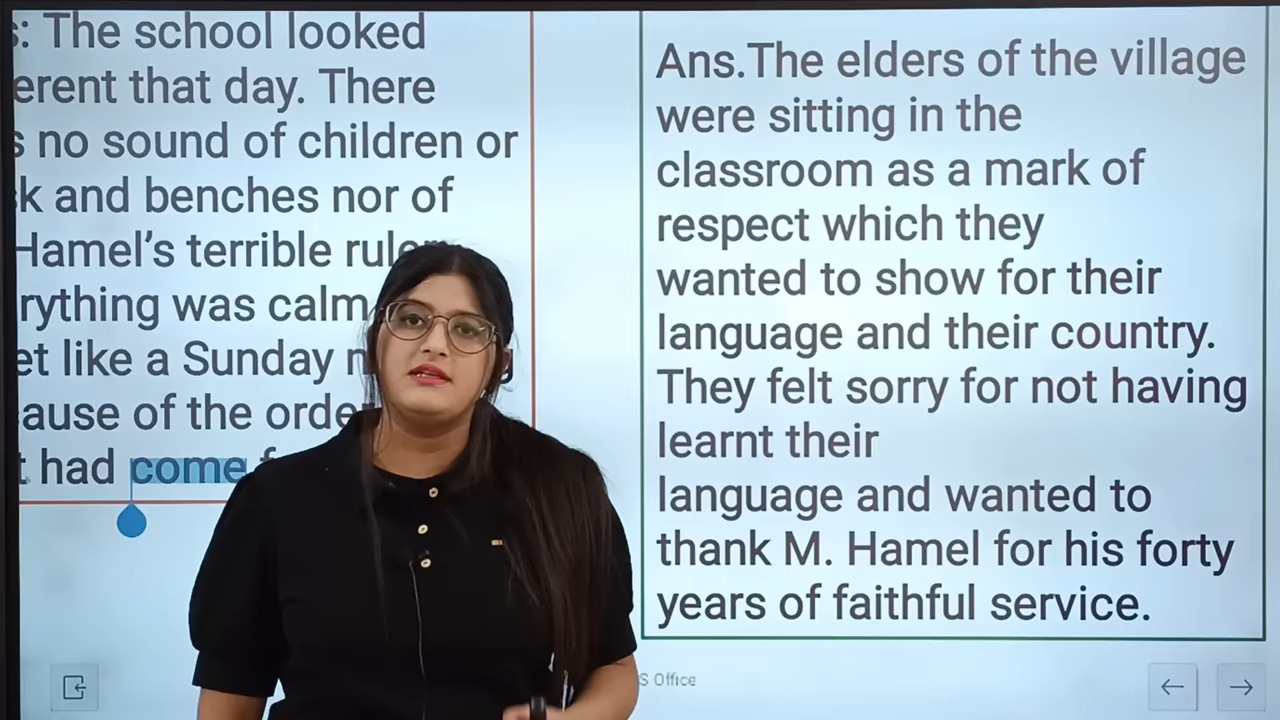 : The school looked
erent that day. There
s no sound of children or
k and benches nor of
Hamel's terrible rule
rything was calm
et like a Sunday
ause of the orde
t had come
Ans.The elders of the village
were sitting in the
classroom as a mark of
respect which they
wanted to show for their
language and their country.
They felt sorry for not having
learnt their
language and wanted to
thank M. Hamel for his forty
years of faithful service.
S Office